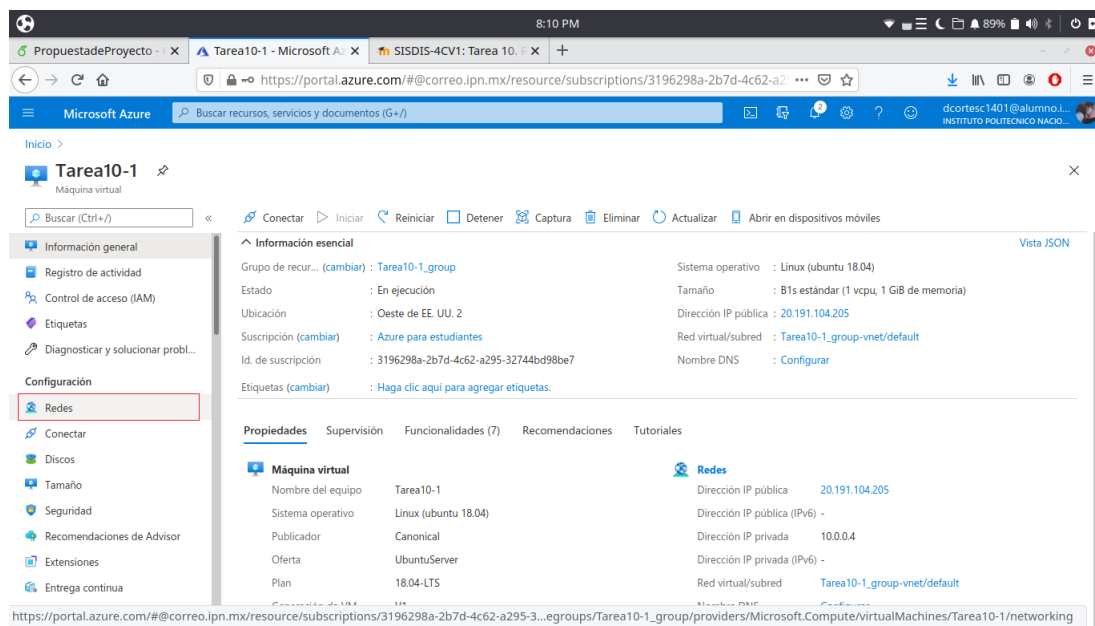 8:10 PM
89%
PropuestadeProyecto -
Tarea10-1 - Microsoft Az
SISDIS-4CV1: Tarea 10.
https://portal.azure.com/#@correo.ipn.mx/resource/subscriptions/3196298a-2b7d-4c62-a2
Microsoft Azure
Buscar recursos, servicios y documentos (G+/)
2
dcortesc1401@alumno.i...
INSTITUTO POLITECNICO NACIO...
Inicio >
Tarea10-1
Máquina virtual
Buscar (Ctrl+/)
«
Conectar
Iniciar
Reiniciar
Detener
Captura
Eliminar
Actualizar
Abrir en dispositivos móviles
Información general
Registro de actividad
Control de acceso (IAM)
Etiquetas
Diagnosticar y solucionar probl...
Configuración
Redes
Conectar
Discos
Tamaño
Seguridad
Recomendaciones de Advisor
Extensiones
Entrega continua
Información esencial
Vista JSON
Grupo de recur... (cambiar) : Tarea10-1_group
Estado : En ejecución
Ubicación : Oeste de EE. UU. 2
Suscripción (cambiar) : Azure para estudiantes
Id. de suscripción : 3196298a-2b7d-4c62-a295-32744bd98be7
Etiquetas (cambiar) : Haga clic aquí para agregar etiquetas.
Sistema operativo : Linux (ubuntu 18.04)
Tamaño : B1s estándar (1 vcpu, 1 GiB de memoria)
Dirección IP pública : 20.191.104.205
Red virtual/subred : Tarea10-1_group-vnet/default
Nombre DNS : Configurar
Propiedades
Supervisión
Funcionalidades (7)
Recomendaciones
Tutoriales
Máquina virtual
Nombre del equipo Tarea10-1
Sistema operativo Linux (ubuntu 18.04)
Publicador Canonical
Oferta UbuntuServer
Plan 18.04-LTS
Generación de VM V1
Redes
Dirección IP pública 20.191.104.205
Dirección IP pública (IPv6) -
Dirección IP privada 10.0.0.4
Dirección IP privada (IPv6) -
Red virtual/subred Tarea10-1_group-vnet/default
Nombre DNS Configurar
https://portal.azure.com/#@correo.ipn.mx/resource/subscriptions/3196298a-2b7d-4c62-a295-3...egroups/Tarea10-1_group/providers/Microsoft.Compute/virtualMachines/Tarea10-1/networking